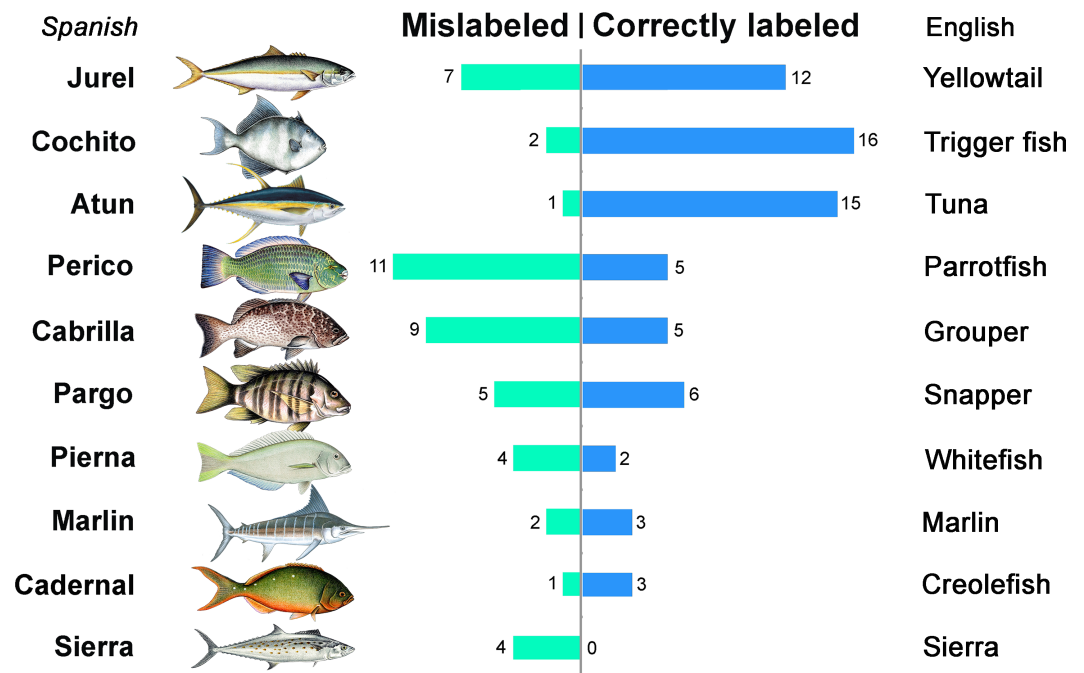 Spanish Mislabeled | Correctly labeled English
Jurel 7 12 Yellowtail
Cochito 2 16 Trigger fish
Atun 1 15 Tuna
Perico 11 5 Parrotfish
Cabrilla 9 5 Grouper
Pargo 5 6 Snapper
Pierna 4 2 Whitefish
Marlin 2 3 Marlin
Cadernal 1 3 Creolefish
Sierra 4 0 Sierra